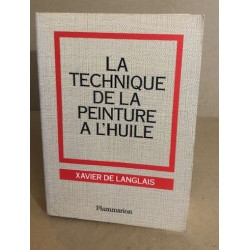 LA
TECHNIQUE
DE LA
PEINTURE
A L'HUILE
XAVIER DE LANGLAIS
Flammarion